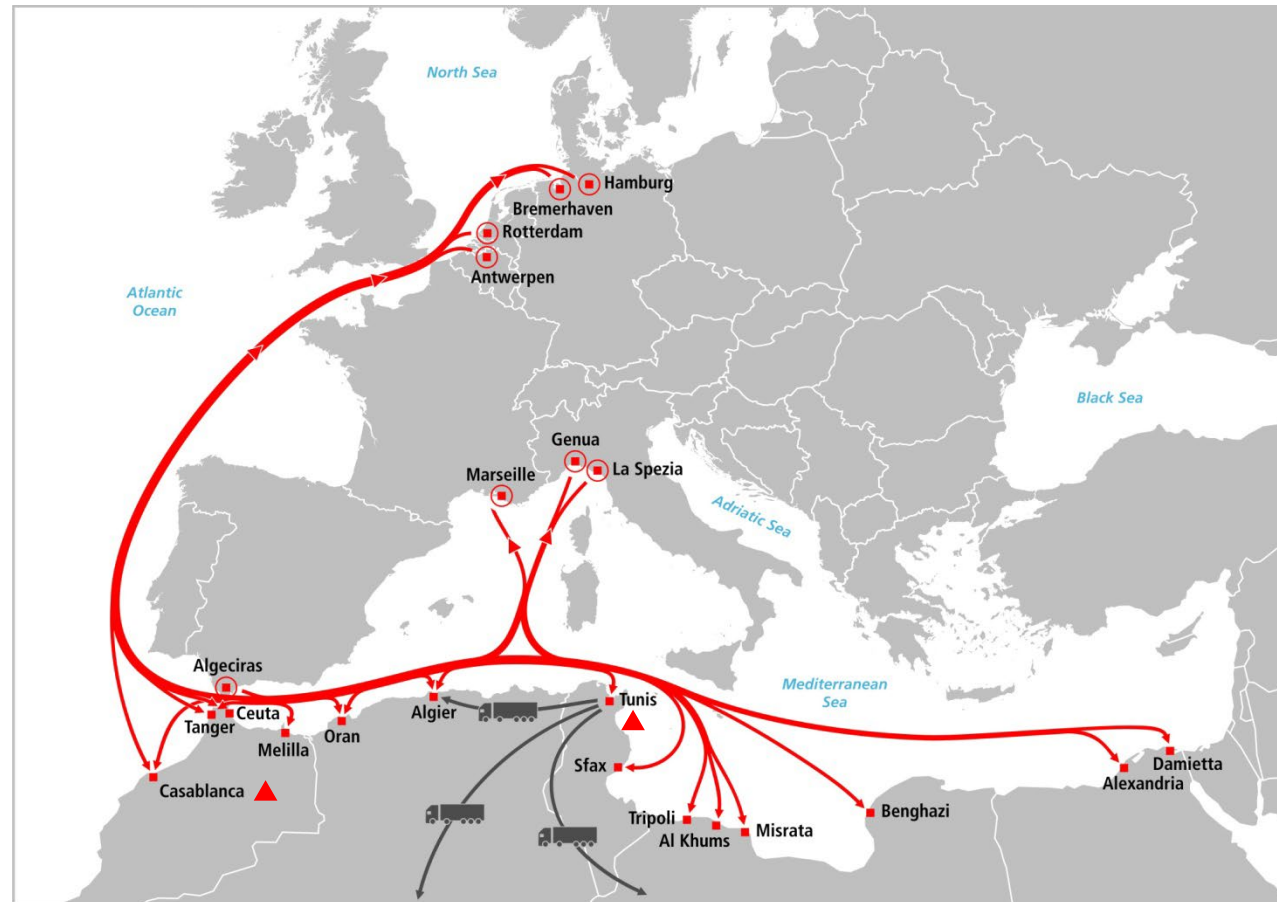 North Sea
Hamburg
Bremerhaven
Rotterdam
Antwerpen
Atlantic
Ocean
Black Sea
Genua
La Spezia
Marseille
Adriatic Sea
Algeciras
Mediterranean
Sea
Ceuta
Tanger
Melilla
Oran
Algier
Tunis
Casablanca
Sfax
Damietta
Alexandria
Tripoli
Al Khums
Misrata
Benghazi